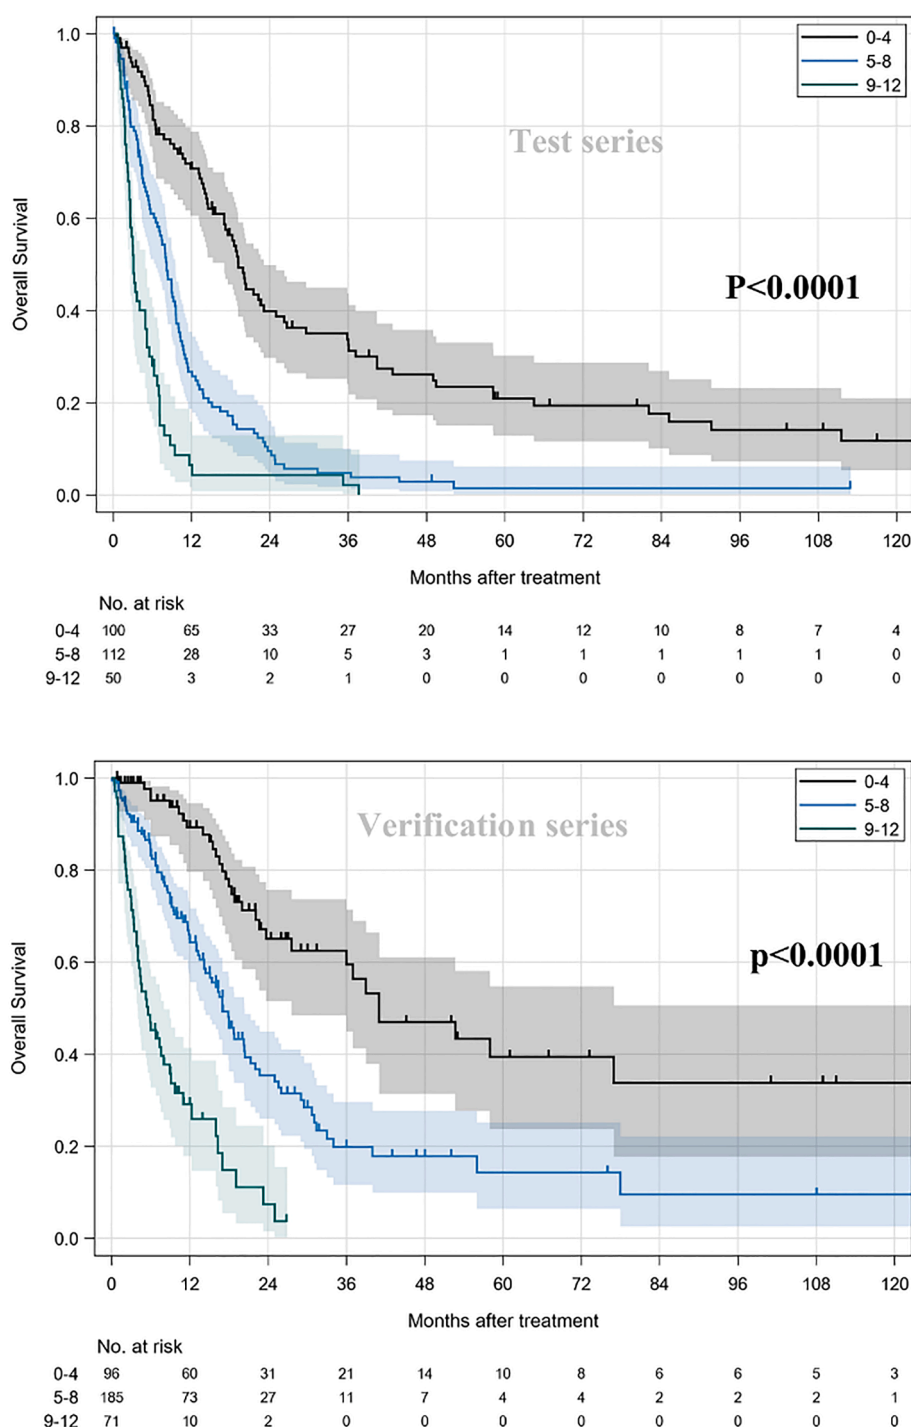 1.0
0.8
0.6
0.4
0.2
0.0
Overall Survival
0-4
5-8
9-12
Test series
P<0.0001
0 12 24 36 48 60 72 84 96 108 120
Months after treatment
No. at risk
0-4 100 65 33 27 20 14 12 10 8 7 4
5-8 112 28 10 5 3 1 1 1 1 1 0
9-12 50 3 2 1 0 0 0 0 0 0 0
1.0
0.8
0.6
0.4
0.2
0.0
Overall Survival
0-4
5-8
9-12
Verification series
p<0.0001
0 12 24 36 48 60 72 84 96 108 120
Months after treatment
No. at risk
0-4 96 60 31 21 14 10 8 6 6 5 3
5-8 185 73 27 11 7 4 4 2 2 2 1
9-12 71 10 2 0 0 0 0 0 0 0 0